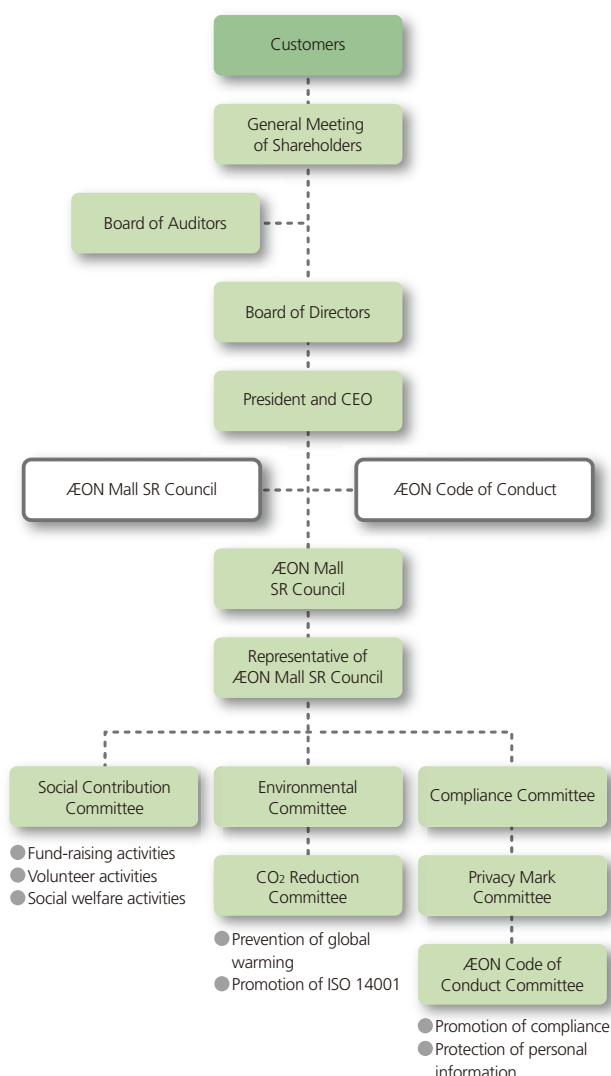 Customers
General Meeting
of Shareholders
Board of Auditors
Board of Directors
President and CEO
ÆON Mall SR Council
ÆON Code of Conduct
ÆON Mall
SR Council
Representative of
ÆON Mall SR Council
Social Contribution
Committee
●Fund-raising activities
●Volunteer activities
●Social welfare activities
Environmental
Committee
CO₂ Reduction
Committee
●Prevention of global
warming
●Promotion of ISO 14001
Compliance Committee
Privacy Mark
Committee
ÆON Code of
Conduct Committee
●Promotion of compliance
●Protection of personal
information